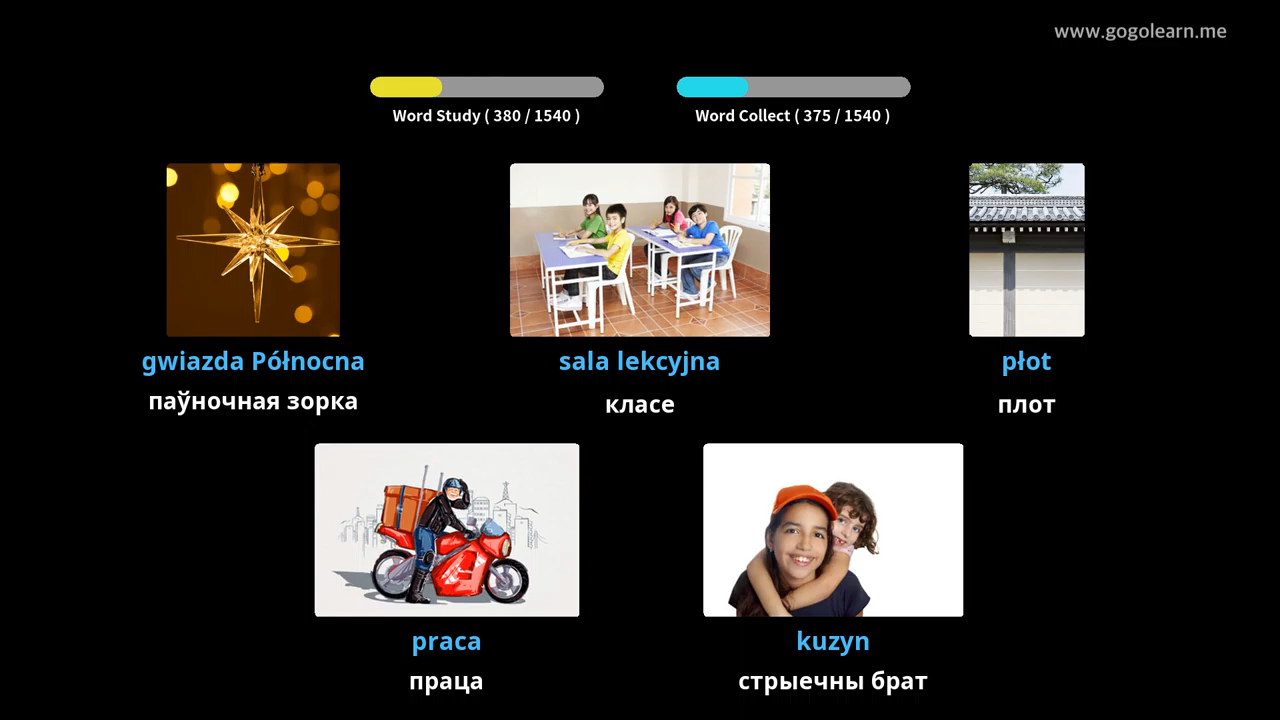 www.gogolearn.me
Word Study ( 380 / 1540 )
Word Collect ( 375 / 1540 )
gwiazda Północna
паўночная зорка
sala lekcyjna
класе
płot
плот
praca
праца
kuzyn
стрыечны брат